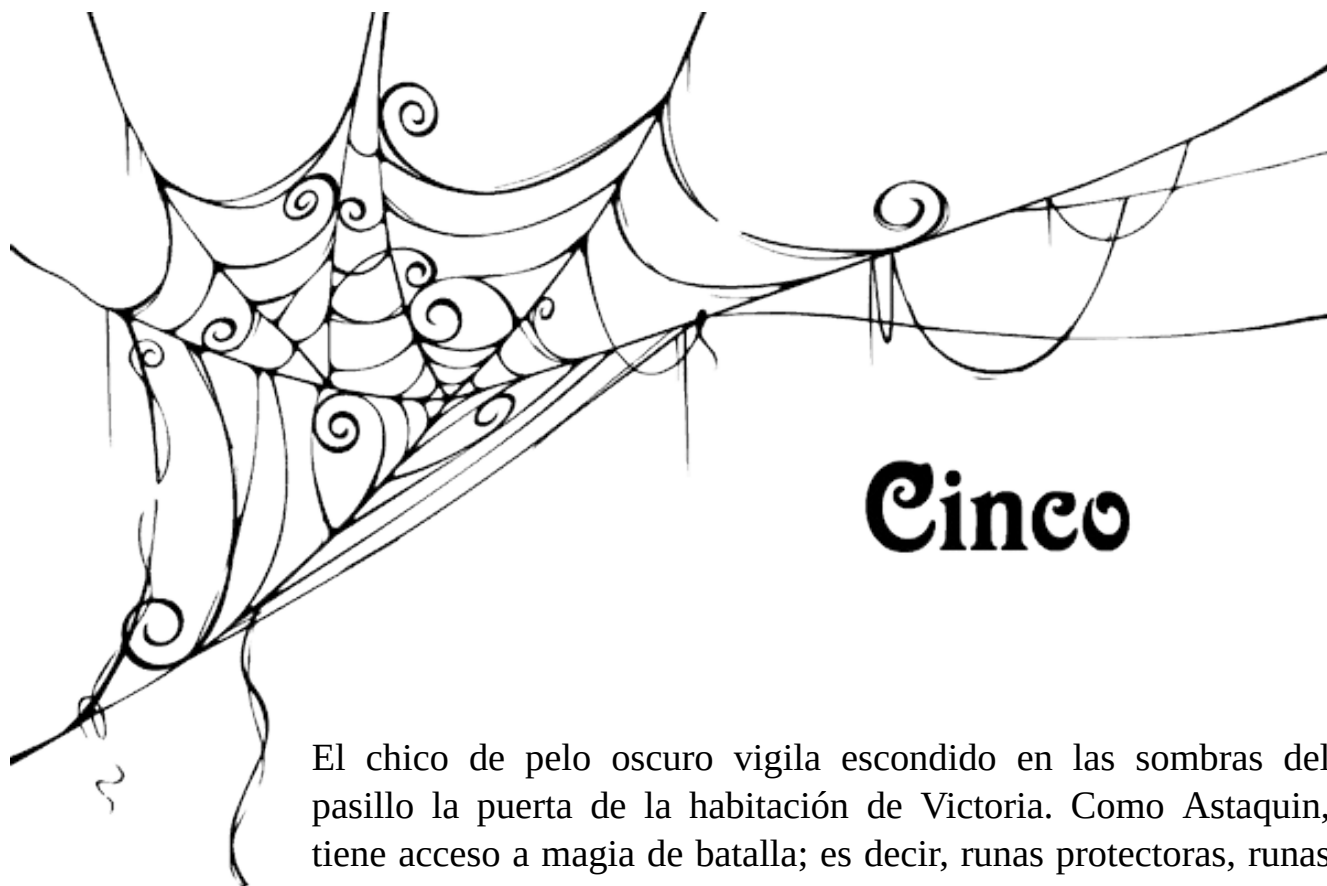 Cinco
El chico de pelo oscuro vigila escondido en las sombras del
pasillo la puerta de la habitación de Victoria. Como Astaquin,
tiene acceso a magia de batalla; es decir, runas protectoras, runas